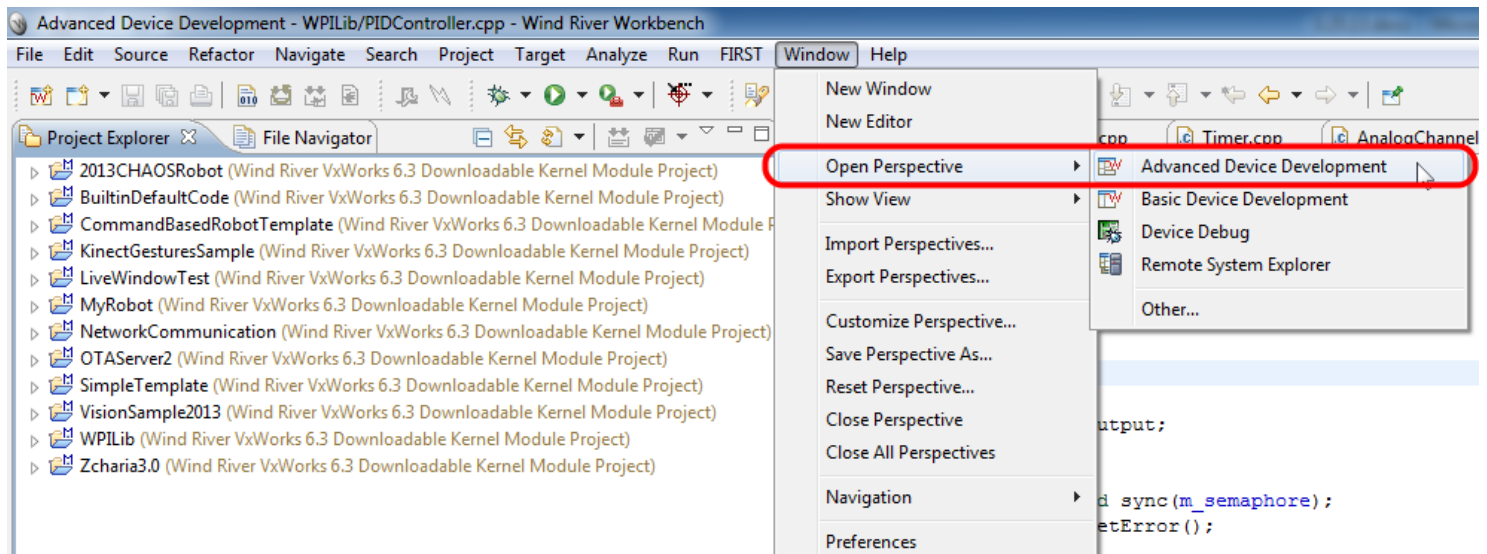 Advanced Device Development - WPILib/PIDController.cpp - Wind River Workbench
File Edit Source Refactor Navigate Search Project Target Analyze Run FIRST Window Help
Project Explorer File Navigator
2013CHAOSRobot (Wind River VxWorks 6.3 Downloadable Kernel Module Project)
BuiltinDefaultCode (Wind River VxWorks 6.3 Downloadable Kernel Module Project)
CommandBasedRobotTemplate (Wind River VxWorks 6.3 Downloadable Kernel Module P
KinectGesturesSample (Wind River VxWorks 6.3 Downloadable Kernel Module Project)
LiveWindowTest (Wind River VxWorks 6.3 Downloadable Kernel Module Project)
MyRobot (Wind River VxWorks 6.3 Downloadable Kernel Module Project)
NetworkCommunication (Wind River VxWorks 6.3 Downloadable Kernel Module Project)
OTAServer2 (Wind River VxWorks 6.3 Downloadable Kernel Module Project)
SimpleTemplate (Wind River VxWorks 6.3 Downloadable Kernel Module Project)
VisionSample2013 (Wind River VxWorks 6.3 Downloadable Kernel Module Project)
WPILib (Wind River VxWorks 6.3 Downloadable Kernel Module Project)
Zcharia3.0 (Wind River VxWorks 6.3 Downloadable Kernel Module Project)
New Window
New Editor
Open Perspective
Show View
Import Perspectives...
Export Perspectives...
Customize Perspective...
Save Perspective As...
Reset Perspective...
Close Perspective
Close All Perspectives
Navigation
Preferences
Advanced Device Development
Basic Device Development
Device Debug
Remote System Explorer
Other...
cpp Timer.cpp AnalogChannel
utput;
d sync(m_semaphore);
etError();